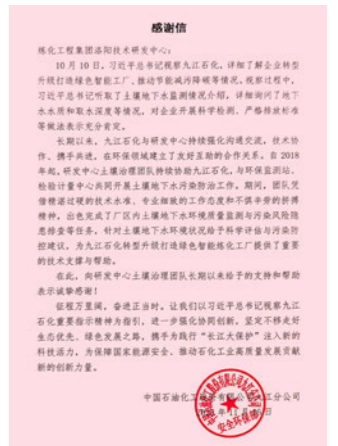 感谢信
炼化工程集团洛阳技术研发中心：
10 月 10 日，习近平总书记视察九江石化，详细了解企业转型
升级打造绿色智能工厂、推动节能减污降碳等情况。视察过程中，
习近平总书记听取了土壤地下水监测情况介绍，详细询问了地下
水水质和取水深度等情况，对企业开展科学检测、严格排放标准
等做法表示充分肯定。
长期以来，九江石化与研发中心持续强化沟通交流，技术协
作、携手共进，在环保领域建立了友好互助的合作关系。自 2018
年起，研发中心土壤治理团队持续协助九江石化，与环保监测站、
检验计量中心共同开展土壤地下水污染防治工作。期间，团队凭
借精湛过硬的技术水准、专业细致的工作态度和不惧辛劳的拼搏
精神，出色完成了厂区内土壤地下水环境质量监测与污染风险隐
患排查等任务。针对土壤地下水环境状况给予科学评估与污染防
控建议，为九江石化转型升级打造绿色智能炼化工厂提供了重要
的技术支撑与帮助。
在此，向研发中心土壤治理团队长期以来给予的支持和帮助
表示诚挚感谢！
征程万里阔，奋进正当时。让我们以习近平总书记视察九江
石化重要指示精神为指引，进一步强化协同创新，坚定不移走好
生态优先、绿色发展之路，携手为践行“长江大保护”注入新的
科技活力，为保障国家能源安全、推动石化工业高质量发展贡献
新的创新力量。
中国石油化工股份有限公司九江分公司
安全环保部